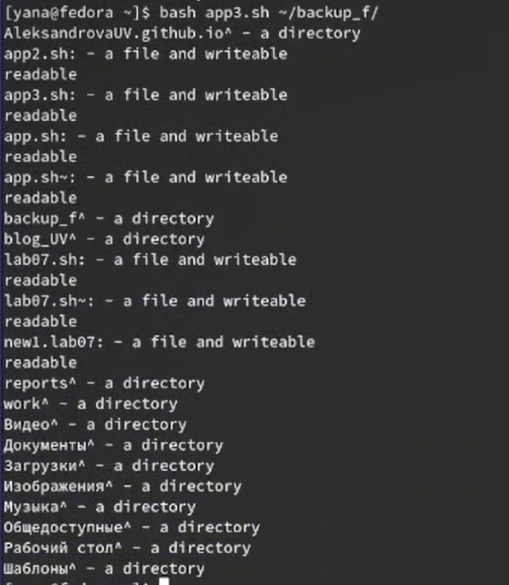 [yana@fedora ~]$ bash app3.sh ~/backup_f/
AleksandrovaUV.github.io^ - a directory
app2.sh: - a file and writeable
readable
app3.sh: - a file and writeable
readable
app.sh: - a file and writeable
readable
app.sh~: - a file and writeable
readable
backup_f^ - a directory
blog_UV^ - a directory
lab07.sh: - a file and writeable
readable
lab07.sh~: - a file and writeable
readable
new1.lab07: - a file and writeable
readable
reports^ - a directory
work^ - a directory
Видео^ - a directory
Документы^ - a directory
Загрузки^ - a directory
Изображения^ - a directory
Музыка^ - a directory
Общедоступные^ - a directory
Рабочий стол^ - a directory
Шаблоны^ - a directory